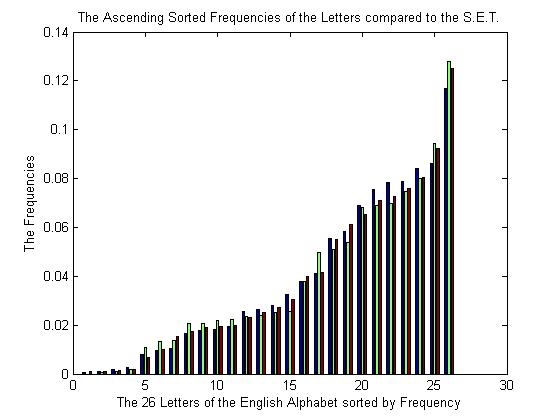 The Ascending Sorted Frequencies of the Letters compared to the S.E.T.
0.14
0.12
0.1
0.08
0.06
0.04
0.02
0
The Frequencies
0 5 10 15 20 25 30
The 26 Letters of the English Alphabet sorted by Frequency